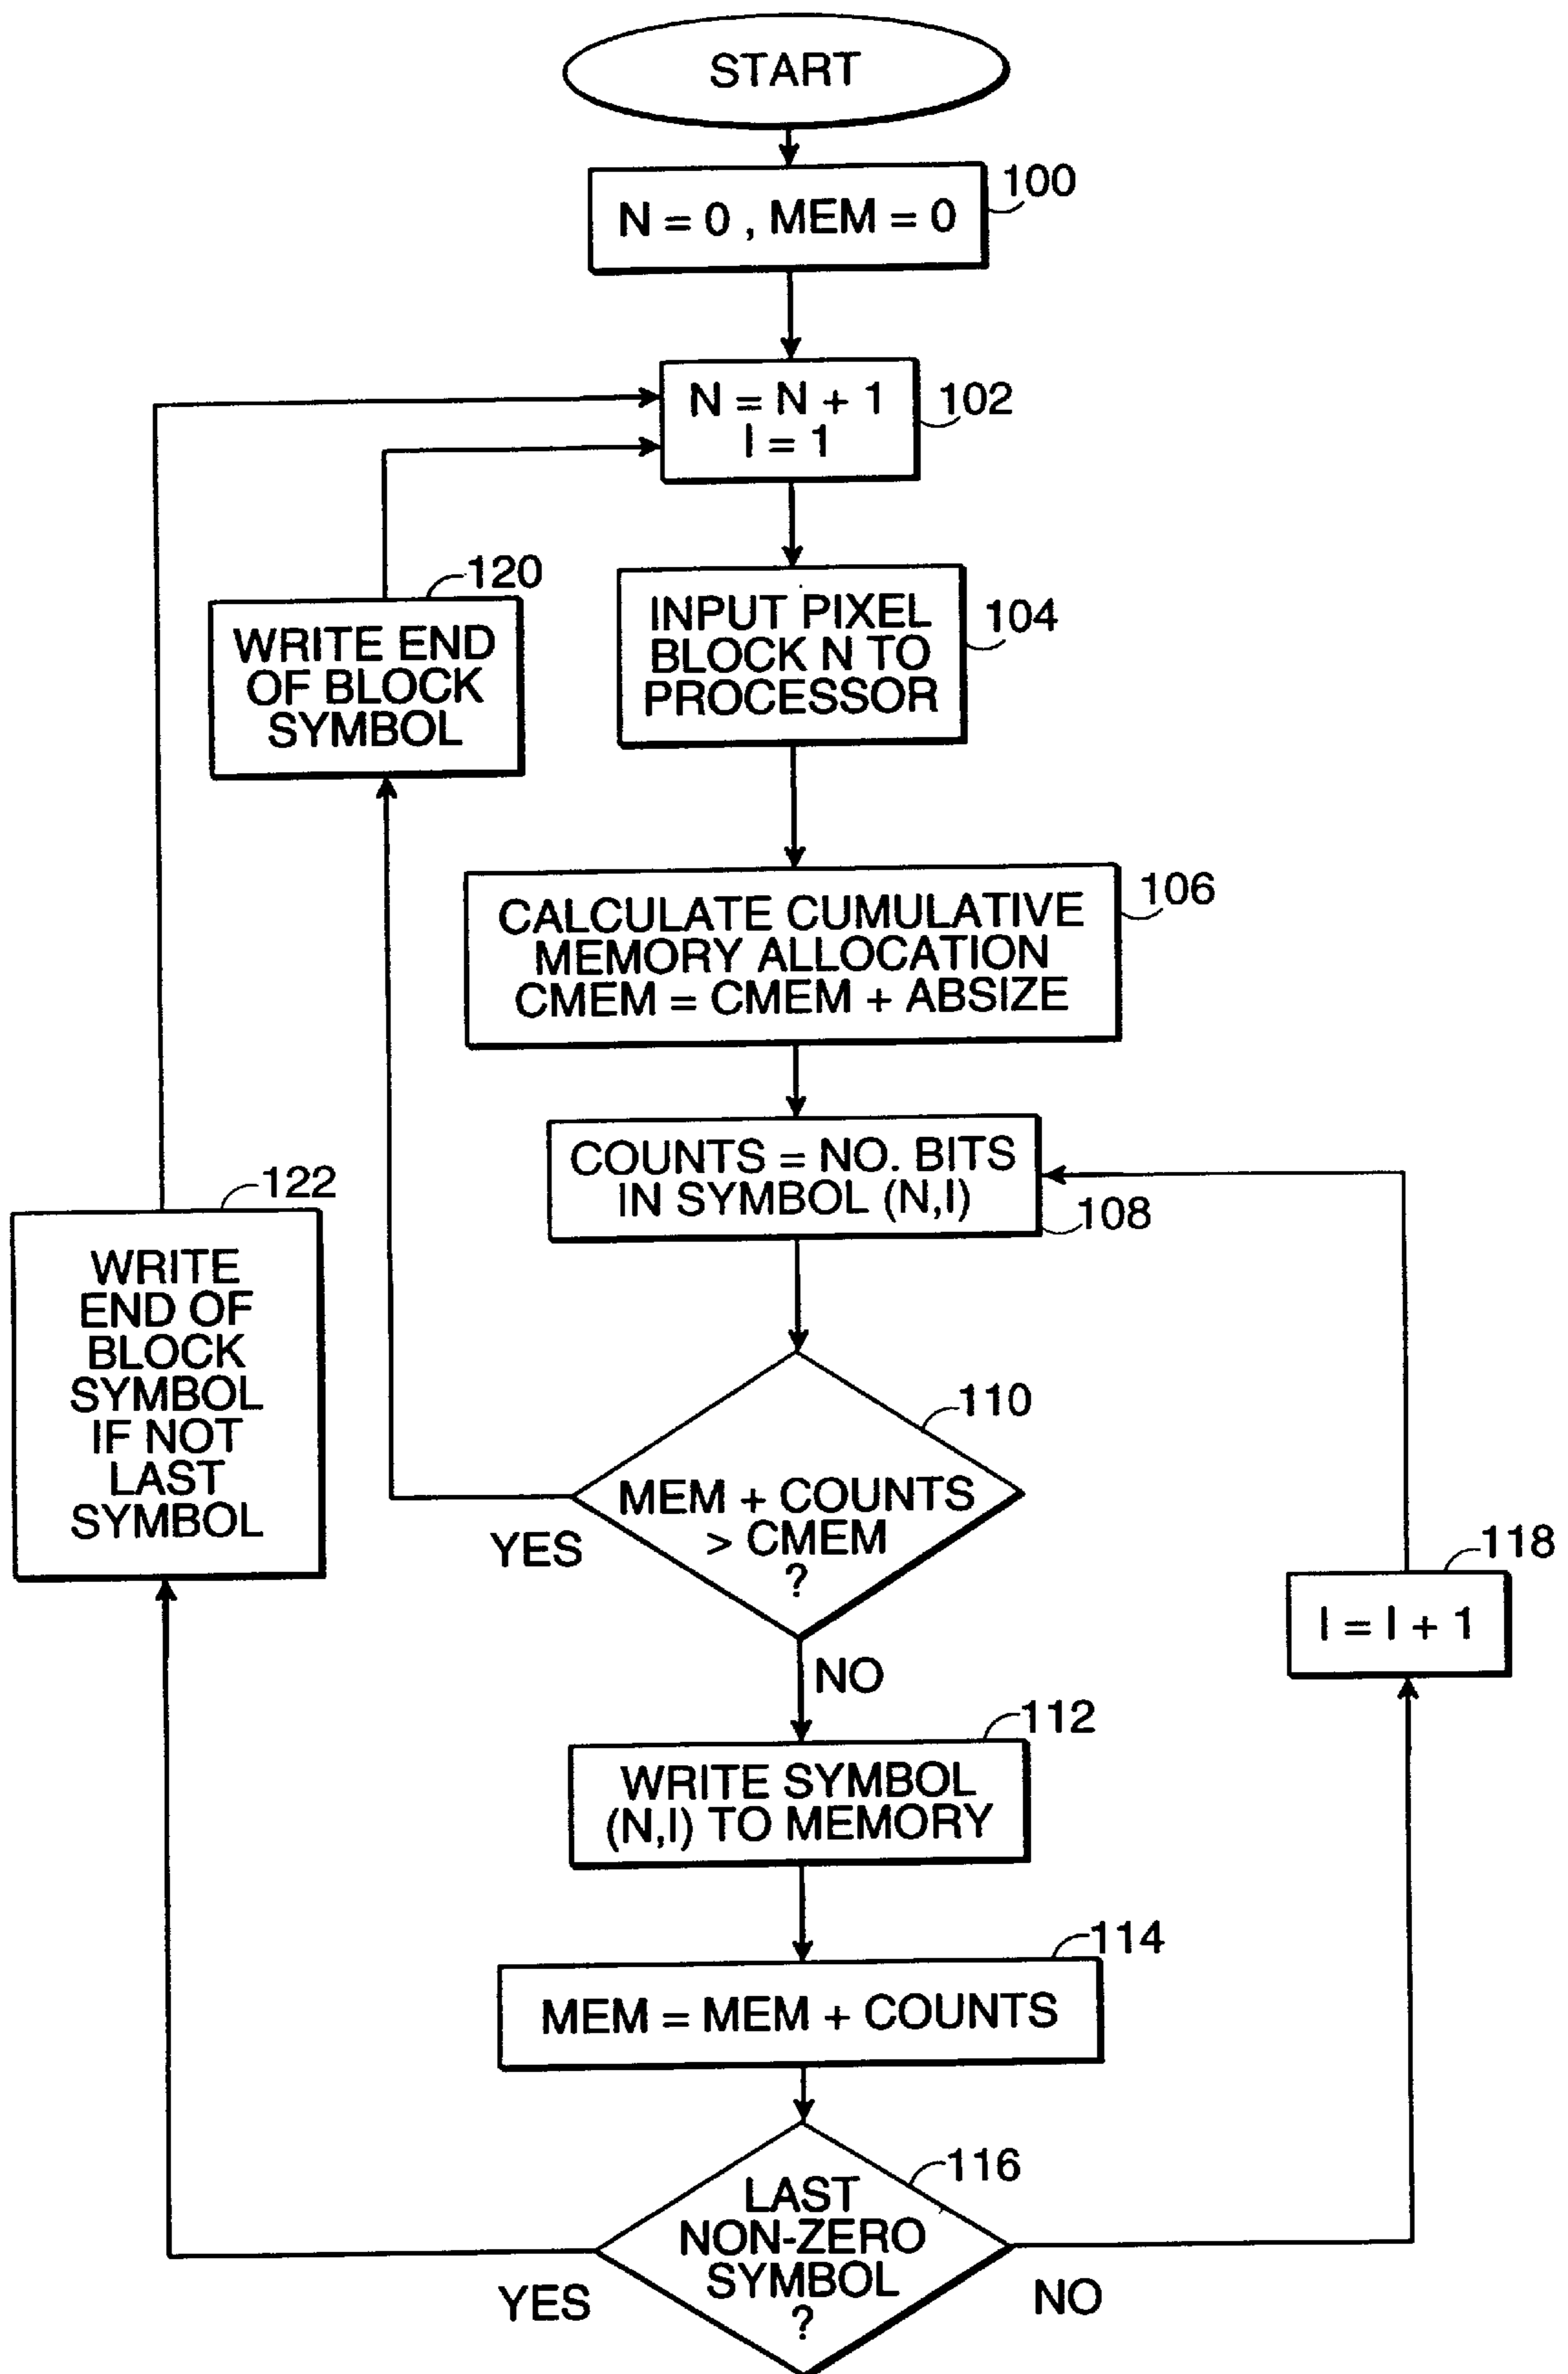 START
100
N = 0 , MEM = 0
N = N + 1
I = 1
102
120
WRITE END
OF BLOCK
SYMBOL
INPUT PIXEL
BLOCK N TO
PROCESSOR
104
106
CALCULATE CUMULATIVE
MEMORY ALLOCATION
CMEM = CMEM + ABSIZE
COUNTS = NO. BITS
IN SYMBOL (N,I)
108
122
WRITE
END OF
BLOCK
SYMBOL
IF NOT
LAST
SYMBOL
110
MEM + COUNTS
> CMEM
?
YES
NO
118
I = I + 1
112
WRITE SYMBOL
(N,I) TO MEMORY
114
MEM = MEM + COUNTS
116
LAST
NON-ZERO
SYMBOL
?
YES
NO